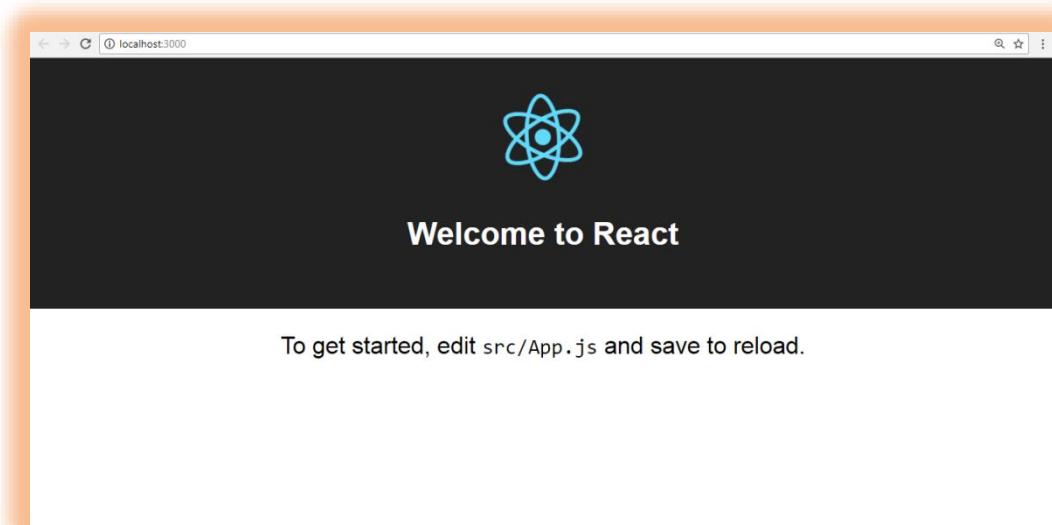 localhost:3000
Welcome to React
To get started, edit src/App.js and save to reload.